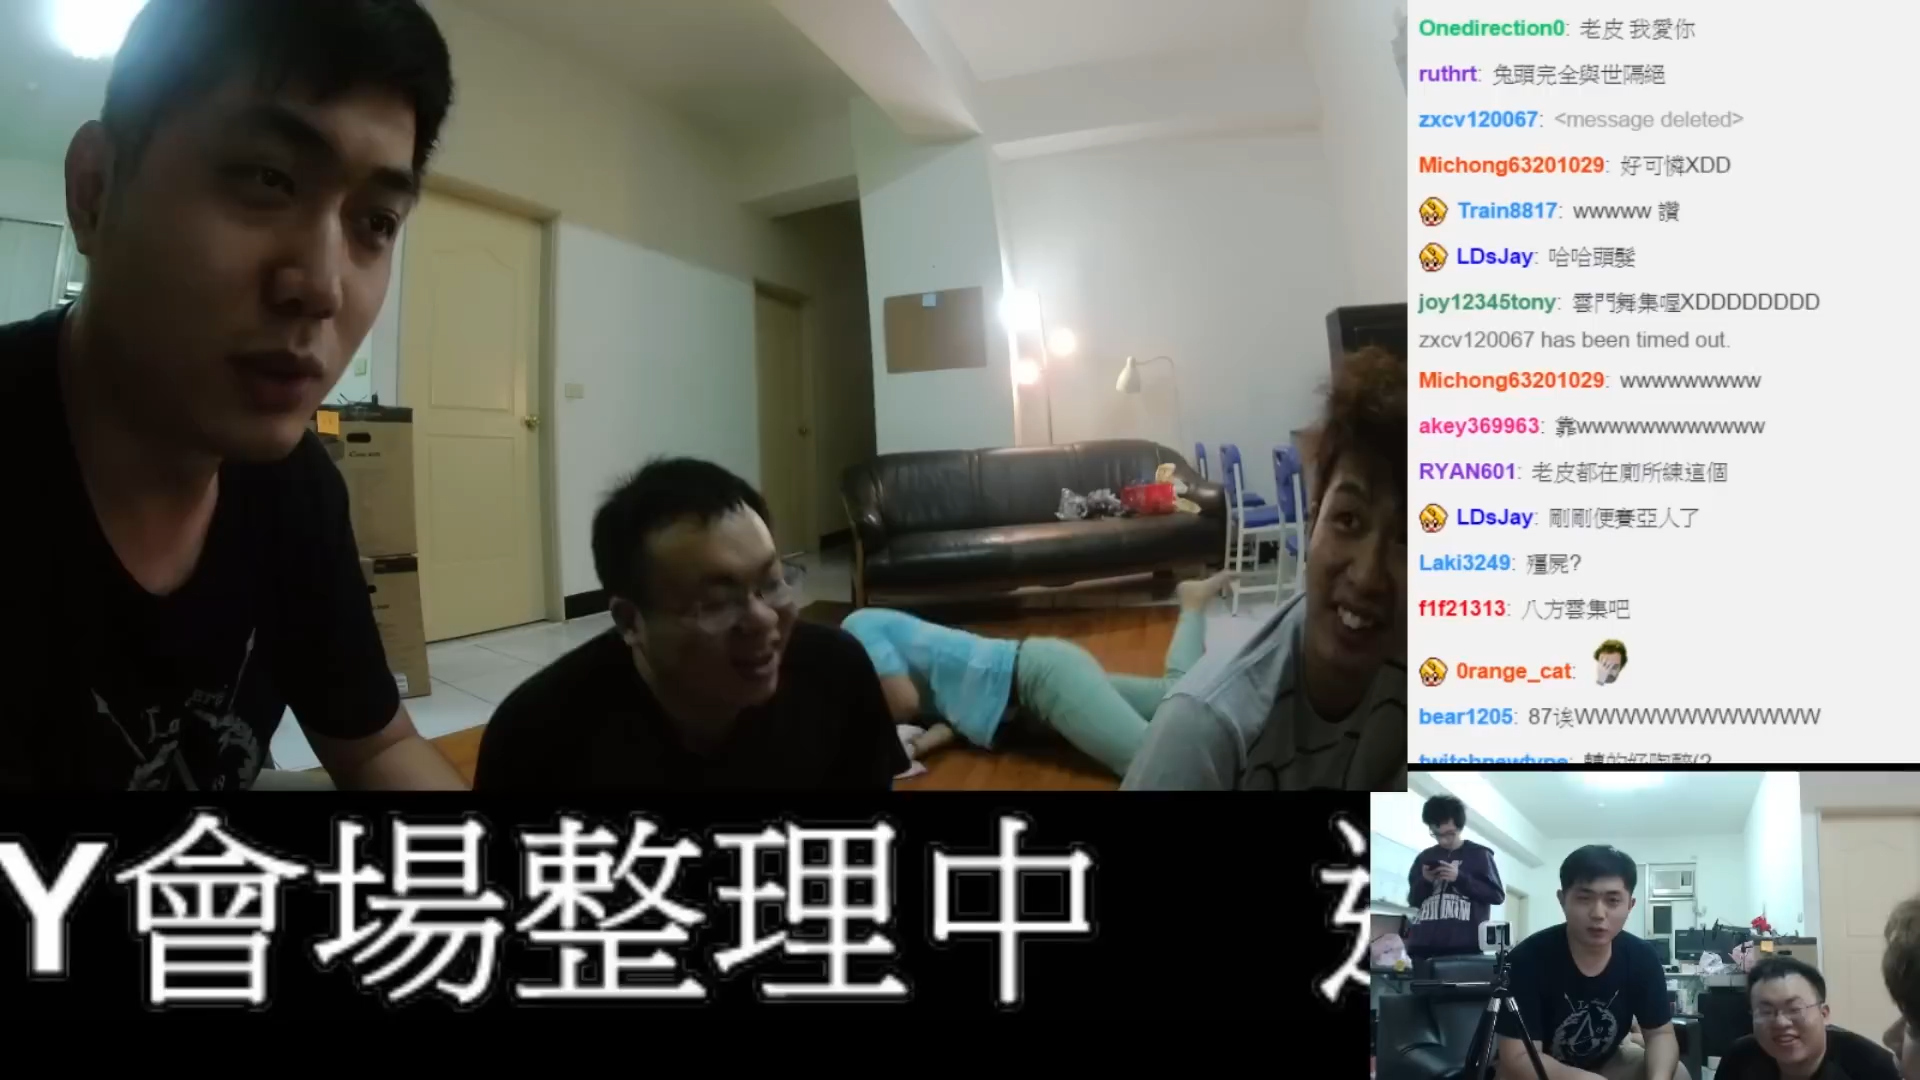 Onedirection0: 老皮 我愛你
ruthrt: 兔頭完全與世隔絕
zxcv120067: <message deleted>
Michong63201029: 好可憐XDD
Train8817: wwwww 讚
LDsJay: 哈哈頭髮
joy12345tony: 雲門舞集喔XDDDDDDDD
zxcv120067 has been timed out.
Michong63201029: wwwwwwwww
akey369963: 靠wwwwwwwwwwww
RYAN601: 老皮都在廁所練這個
LDsJay: 剛剛便賽亞人了
Laki3249: 殭屍?
f1f21313: 八方雲集吧
0range_cat:
bear1205: 87诶WWWWWWWWWWWWW
Y會場整理中